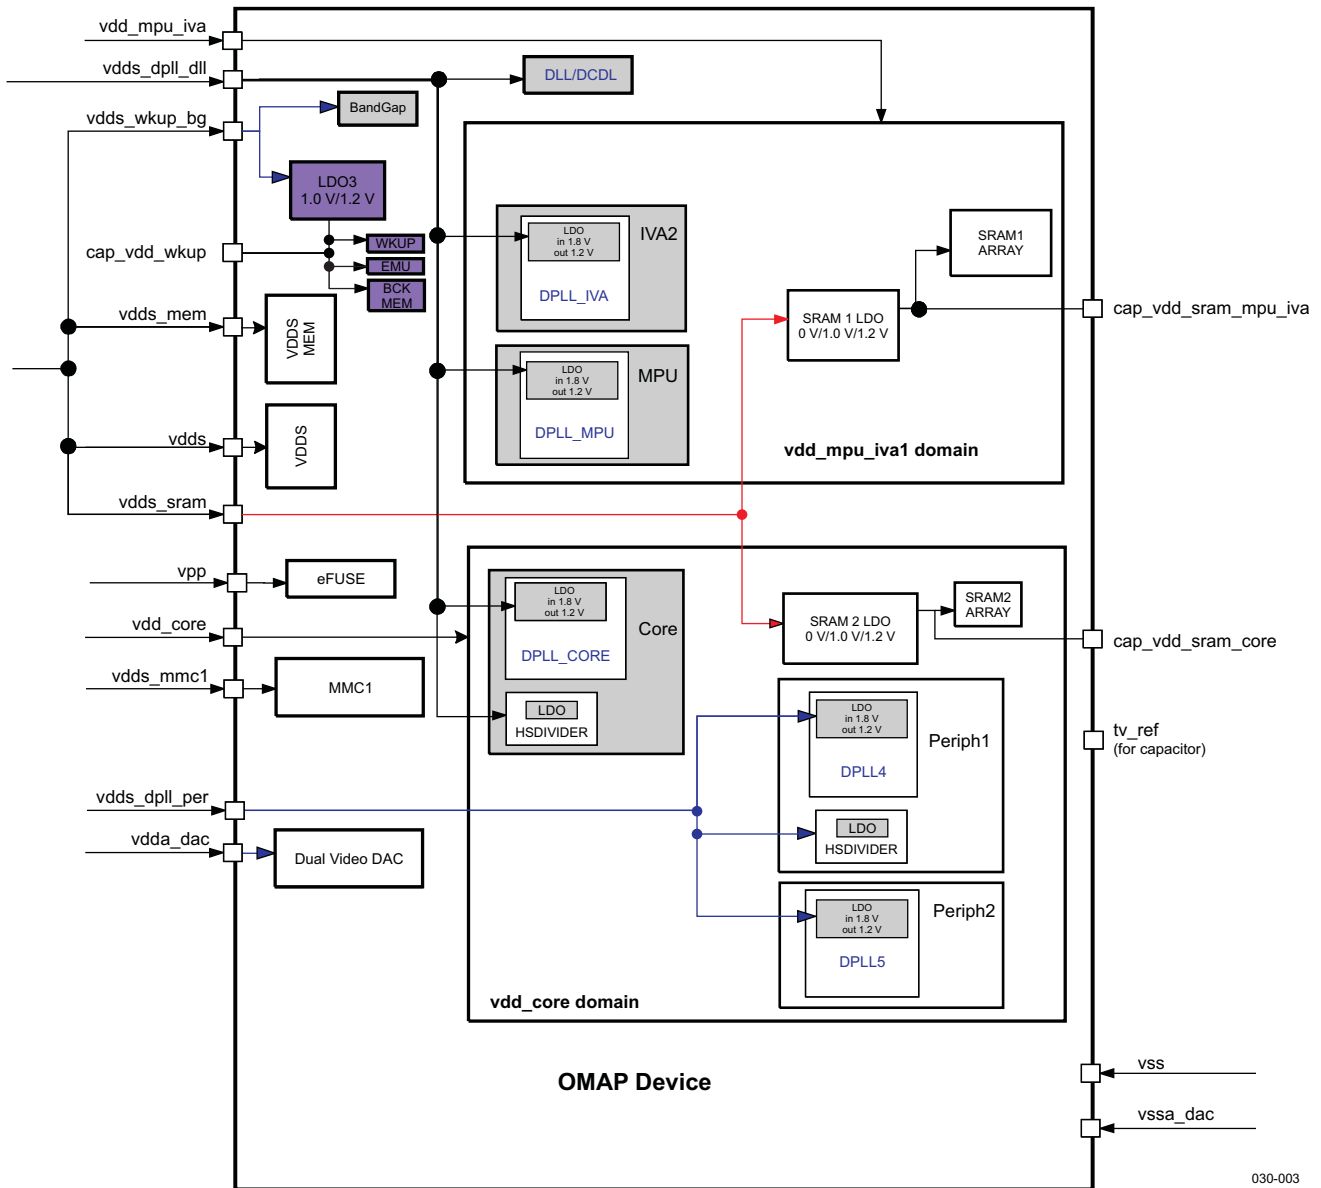 vdd_mpu_iva
vdds_dpll_dll
DLL/DCDL
vdds_wkup_bg
BandGap
LDO3
1.0 V/1.2 V
cap_vdd_wkup
WKUP
EMU
BCK
MEM
vdds_mem
VDDS
MEM
vdds
VDDS
vdds_sram
LDO
in 1.8 V
out 1.2 V
IVA2
DPLL_IVA
LDO
in 1.8 V
out 1.2 V
MPU
DPLL_MPU
SRAM1
ARRAY
SRAM 1 LDO
0 V/1.0 V/1.2 V
cap_vdd_sram_mpu_iva
vdd_mpu_iva1 domain
vpp
eFUSE
vdd_core
vdds_mmc1
MMC1
LDO
in 1.8 V
out 1.2 V
Core
DPLL_CORE
LDO
HSDIVIDER
SRAM 2 LDO
0 V/1.0 V/1.2 V
SRAM2
ARRAY
cap_vdd_sram_core
LDO
in 1.8 V
out 1.2 V
Periph1
DPLL4
LDO
HSDIVIDER
tv_ref
(for capacitor)
vdds_dpll_per
vdda_dac
Dual Video DAC
LDO
in 1.8 V
out 1.2 V
Periph2
DPLL5
vdd_core domain
OMAP Device
vss
vssa_dac
030-003